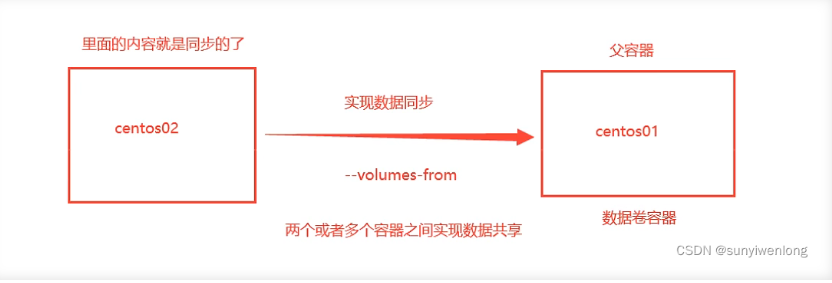 里面的内容就是同步的了
父容器
实现数据同步
centos02
centos01
--volumes-from
数据卷容器
两个或者多个容器之间实现数据共享
CSDN @sunyiwenlong